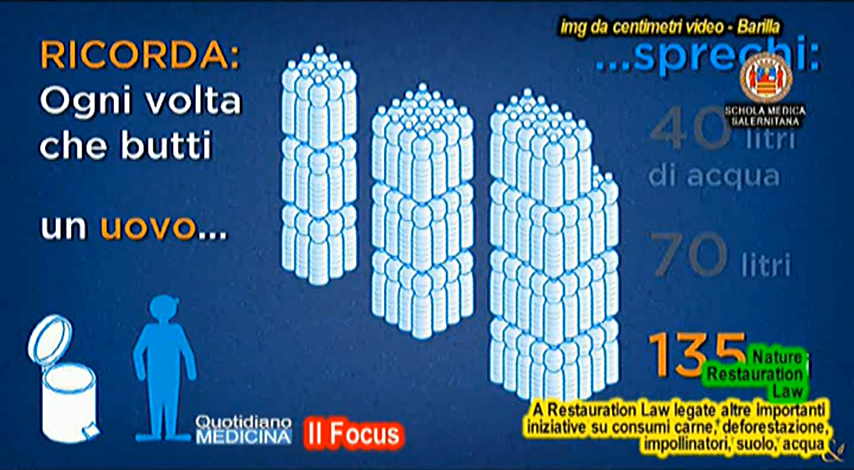 img da centimetri video - Barilla
RICORDA:
Ogni volta
che butti
un uovo...
...sprechi:
SCHOLA MEDICA
SALERNITANA
40 litri
di acqua
70 litri
135
Nature
Restauration
Law
A Restauration Law legate altre importanti
iniziative su consumi carne, deforestazione,
impollinatori, suolo, acqua
Quotidiano
MEDICINA
Il Focus